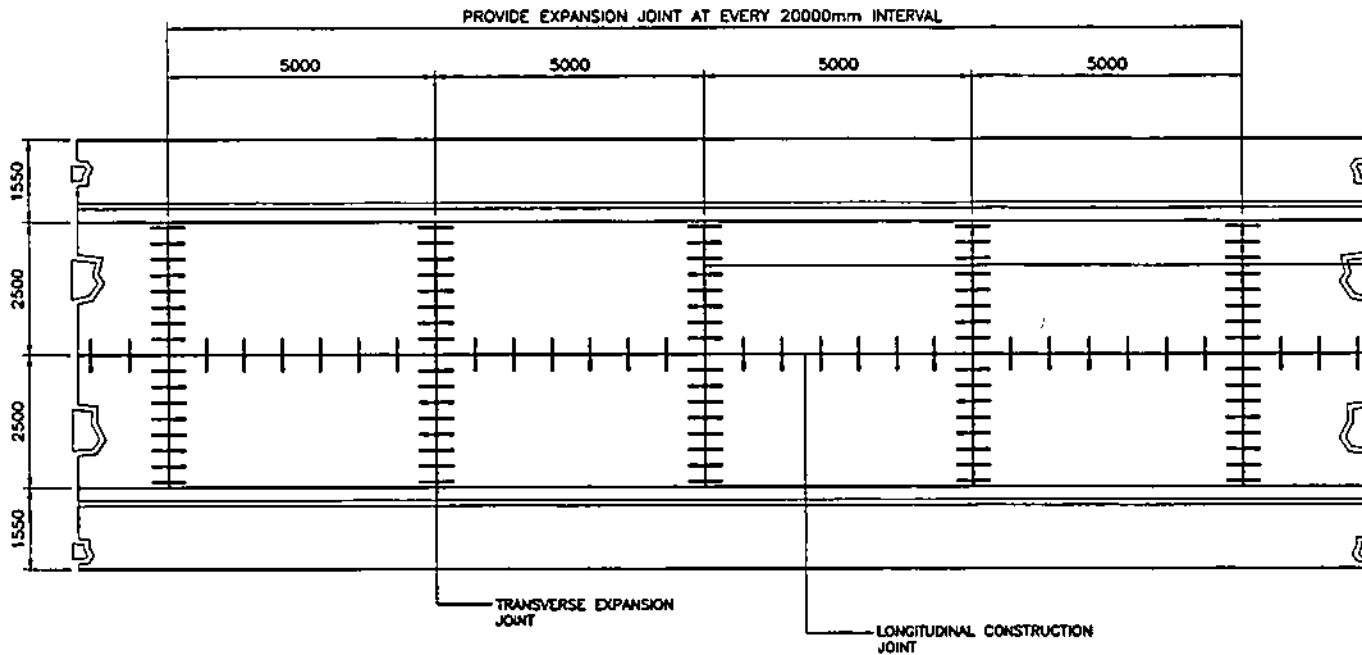 PROVIDE EXPANSION JOINT AT EVERY 20000mm INTERVAL
5000
5000
5000
5000
1550
2500
2500
1550
TRANSVERSE EXPANSION
JOINT
LONGITUDINAL CONSTRUCTION
JOINT